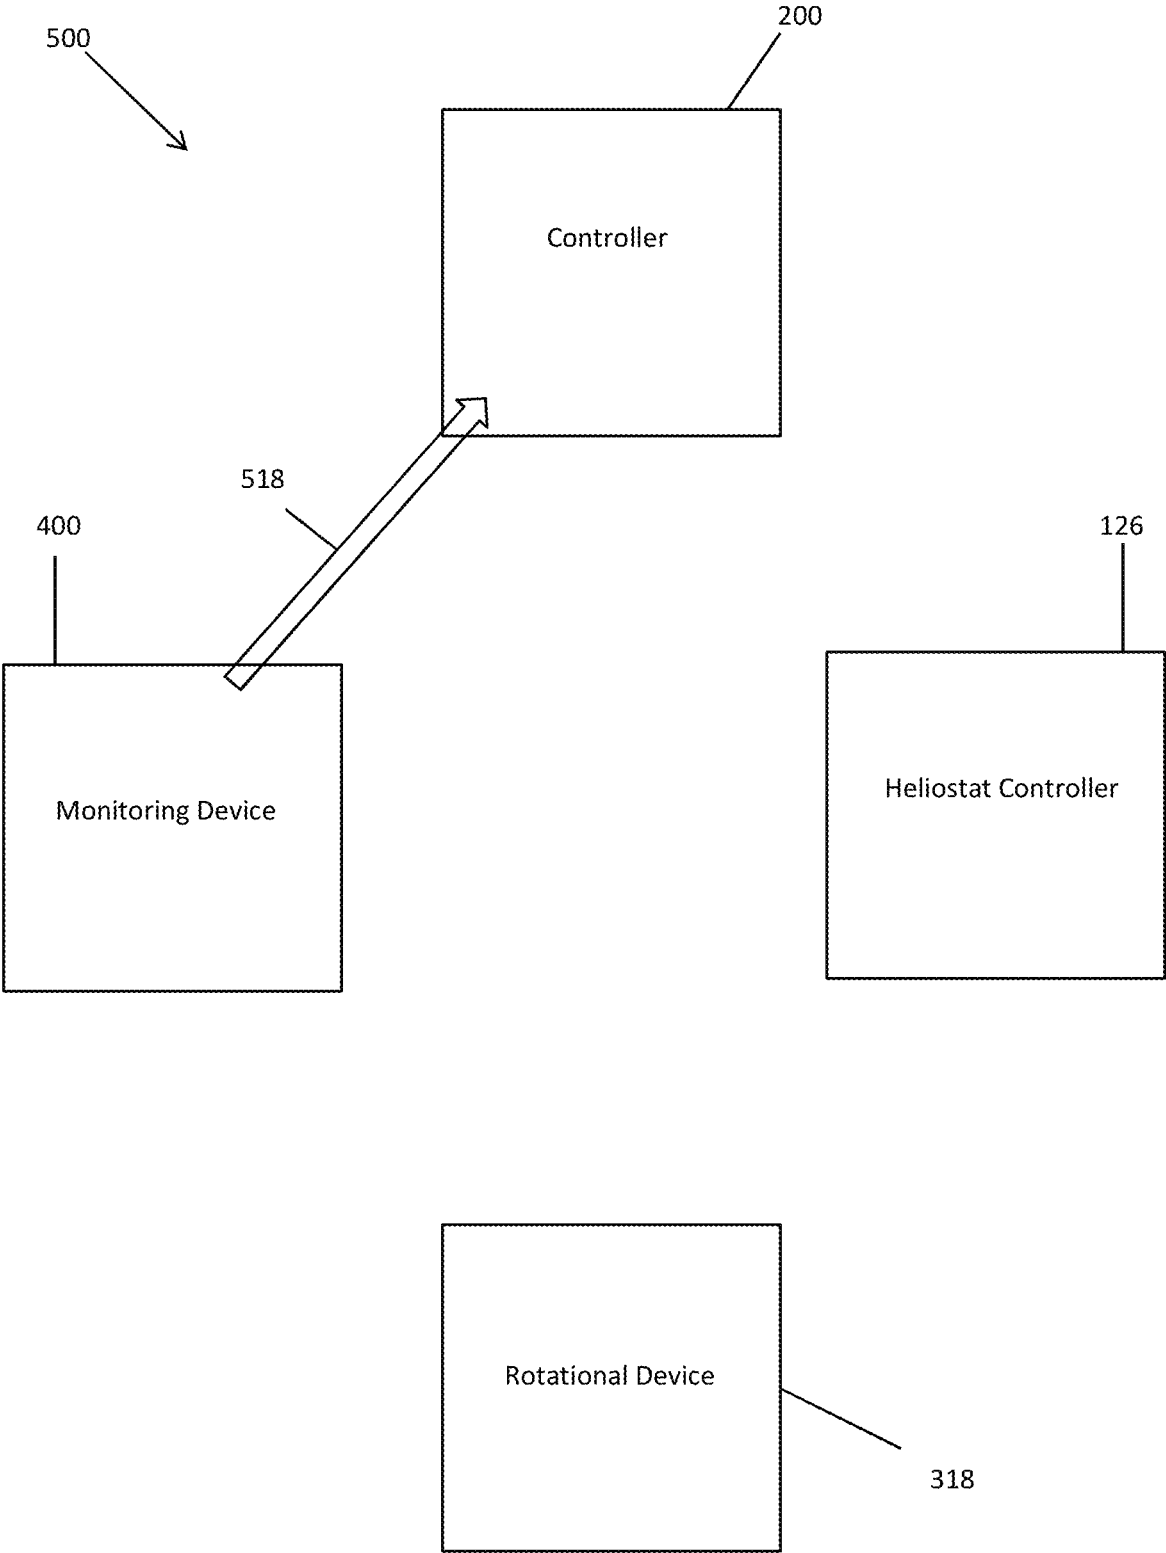 200
500
Controller
518
400
126
Heliostat Controller
Monitoring Device
Rotational Device
318